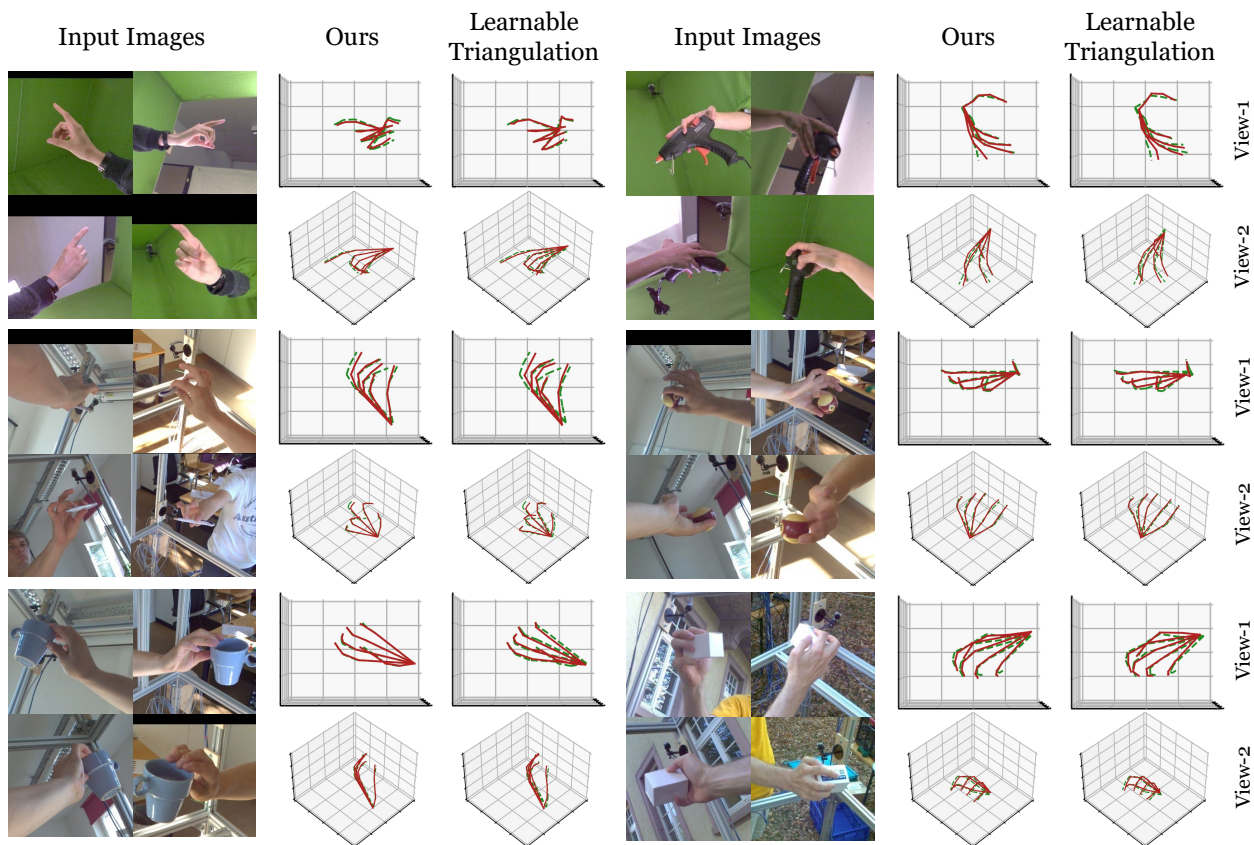 Input Images
Ours
Learnable
Triangulation
Input Images
Ours
Learnable
Triangulation
View-1
View-2
View-1
View-2
View-1
View-2